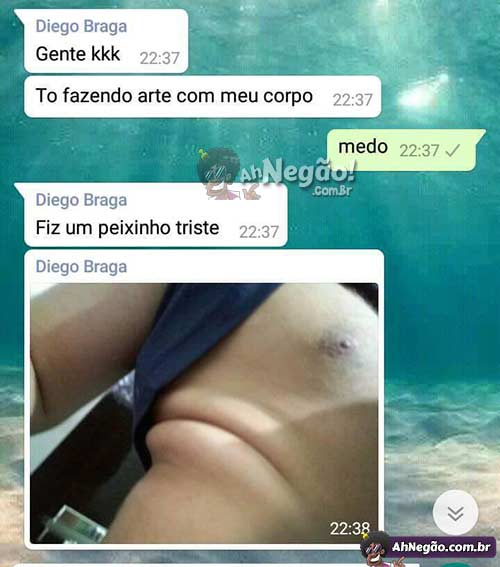 Diego Braga
Gente kkk 22:37
To fazendo arte com meu corpo 22:37
medo 22:37
AhNegão!
.com.Br
Diego Braga
Fiz um peixinho triste 22:37
Diego Braga
22:38
AhNegão.com.br